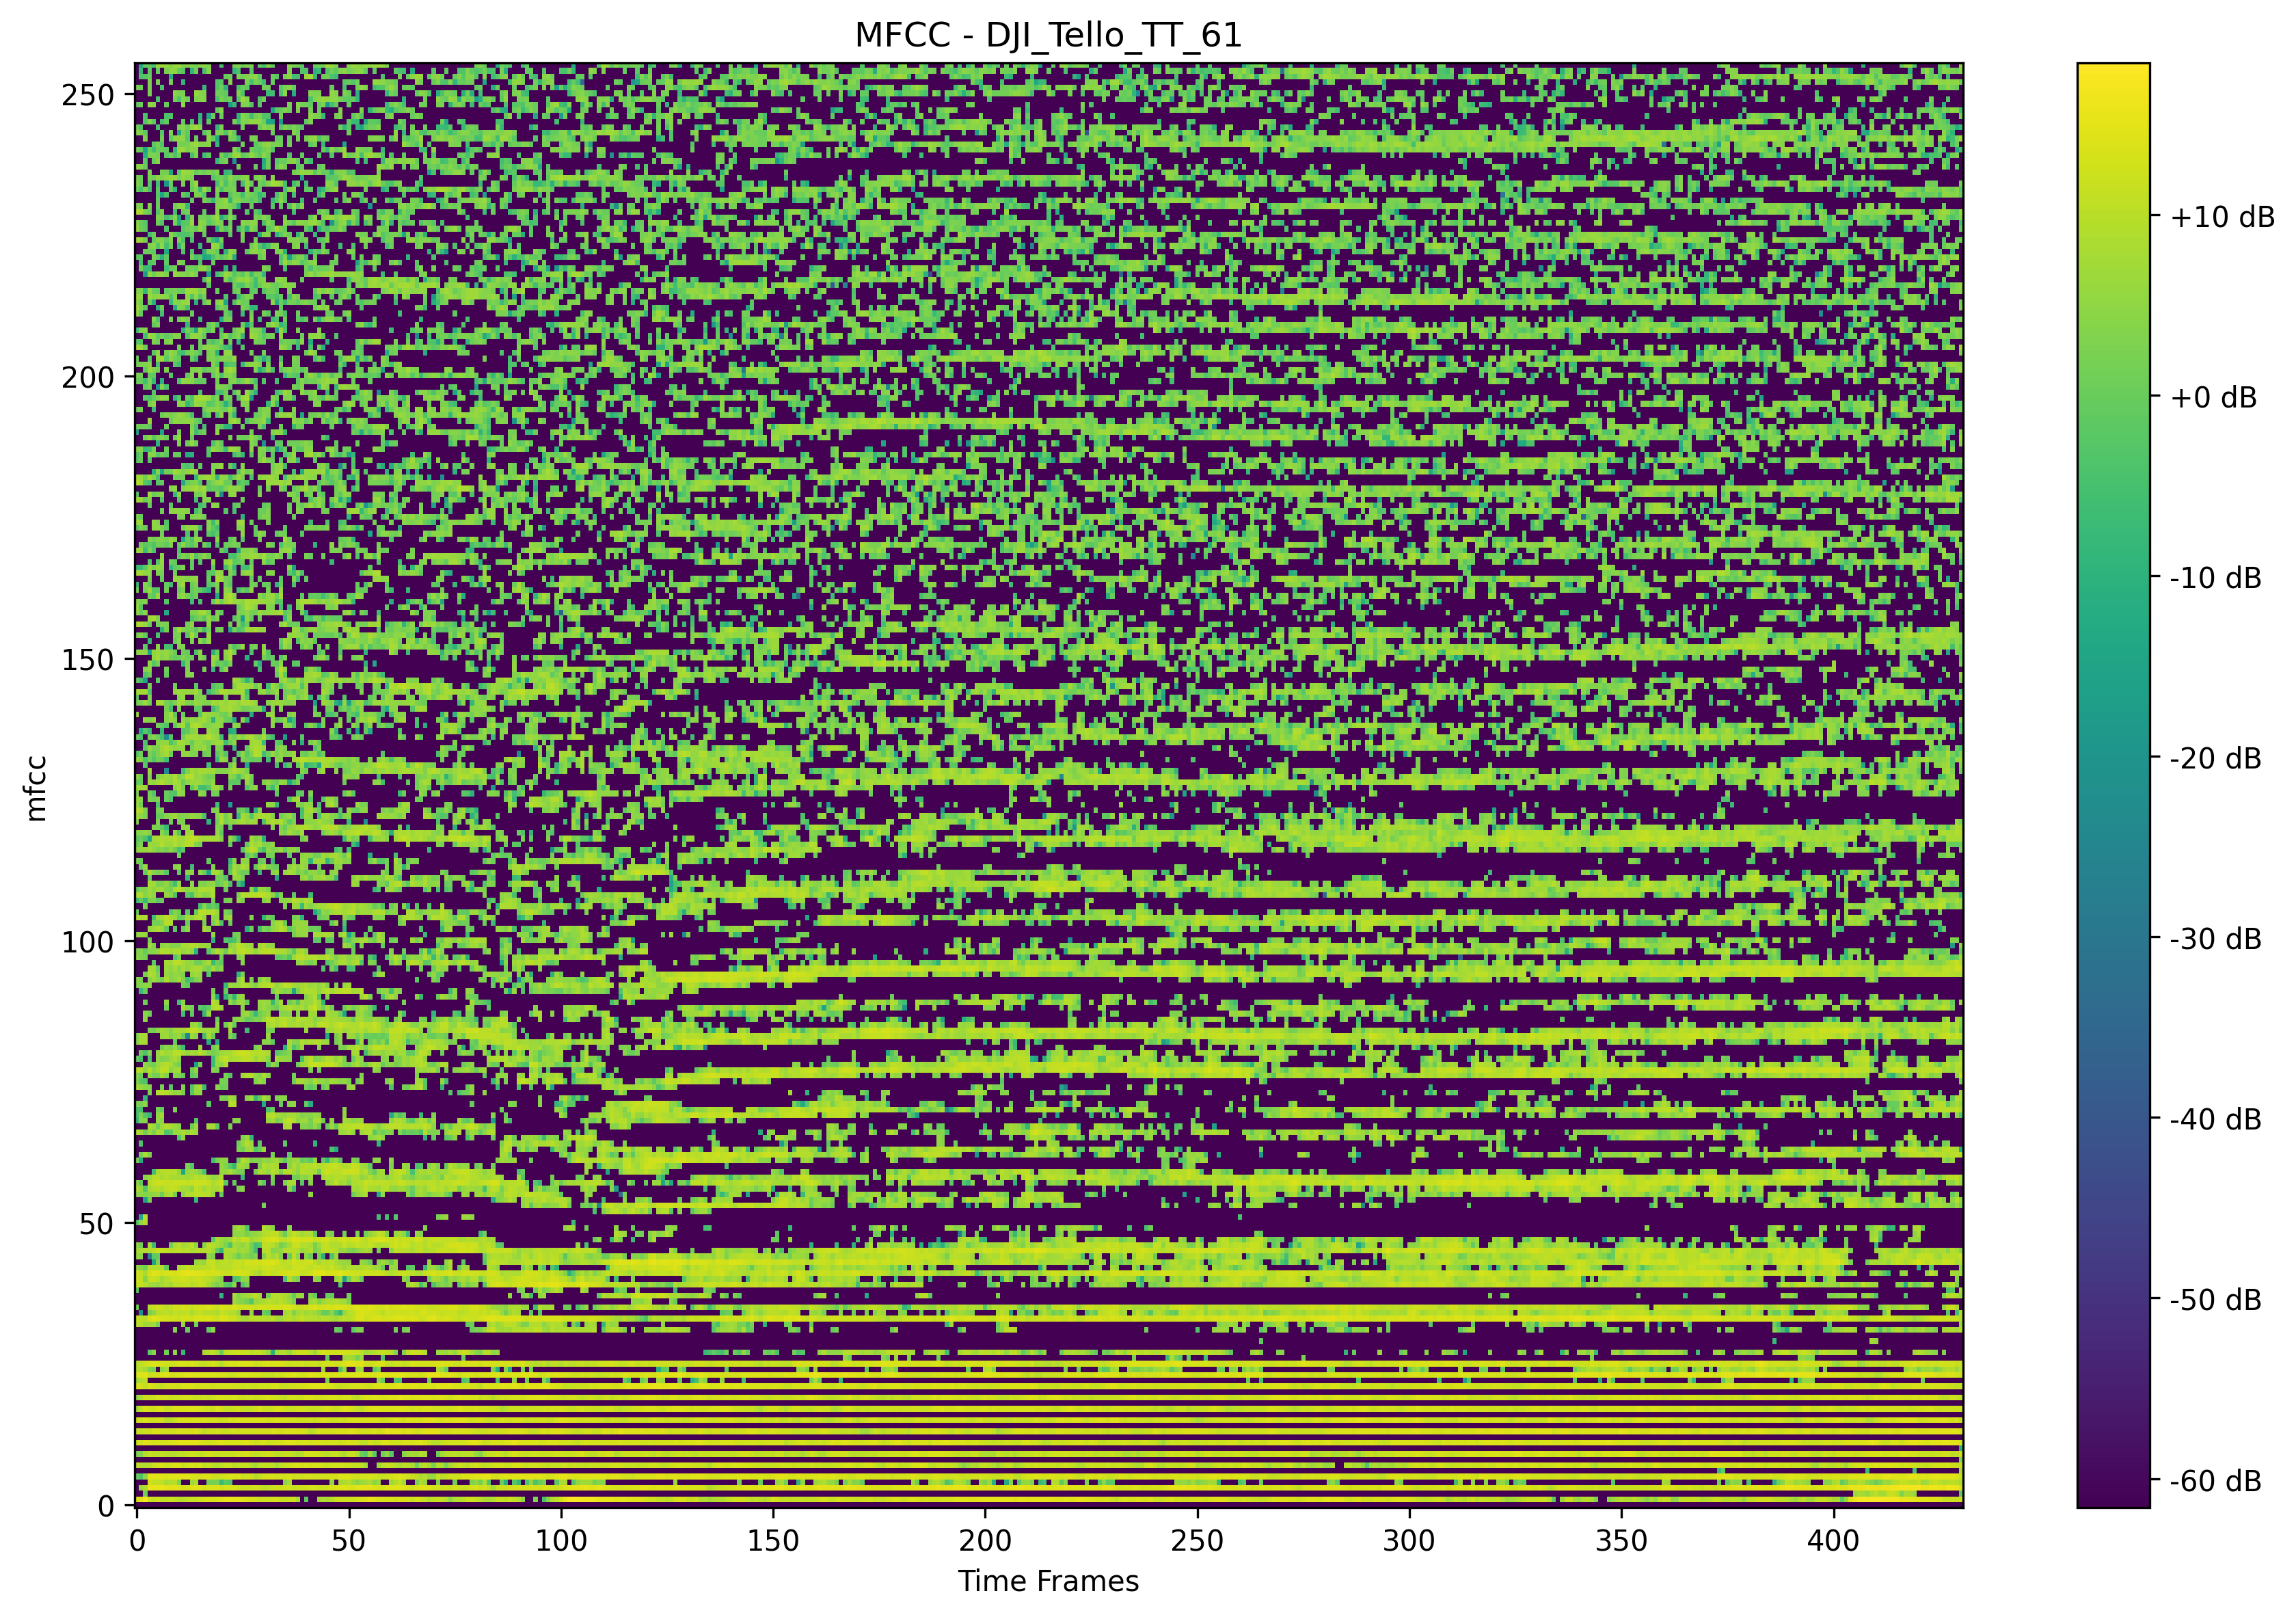 MFCC - DJI_Tello_TT_61
250
200
150
100
50
0
mfcc
0 50 100 150 200 250 300 350 400
Time Frames
+10 dB
+0 dB
-10 dB
-20 dB
-30 dB
-40 dB
-50 dB
-60 dB